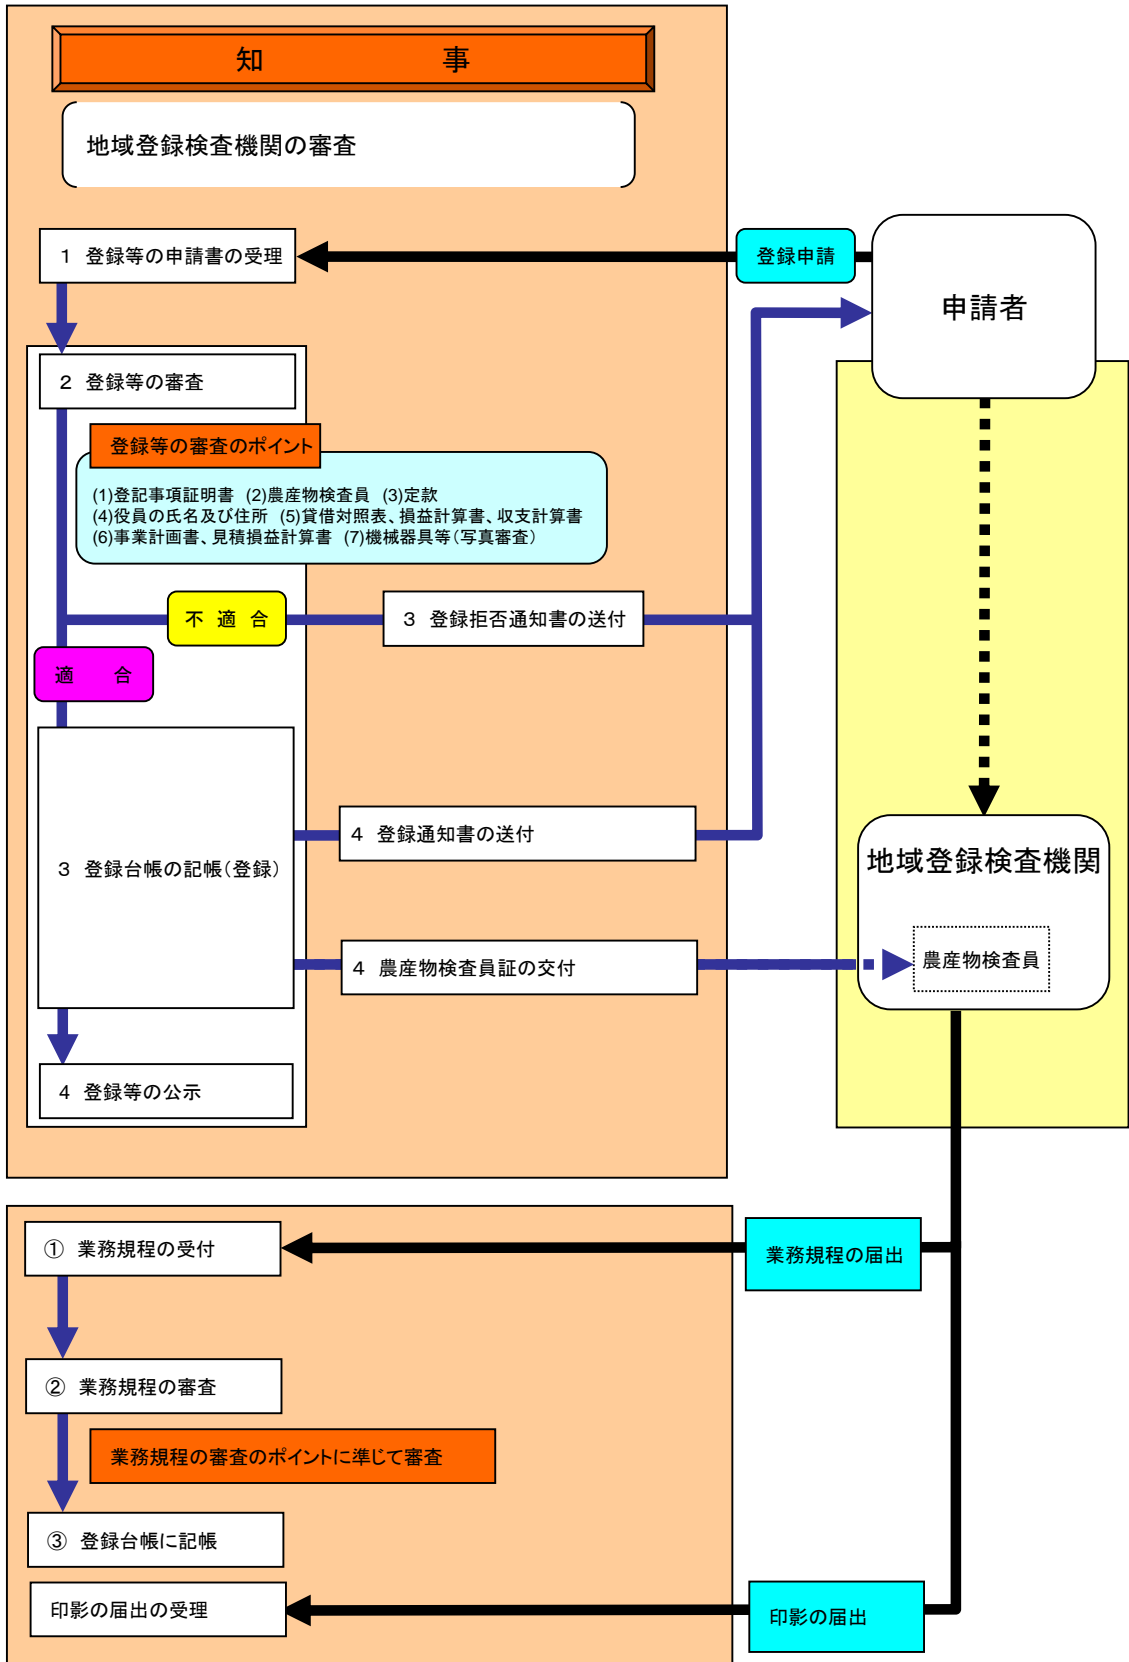 知 事
地域登録検査機関の審査
1 登録等の申請書の受理
登録申請
申請者
2 登録等の審査
登録等の審査のポイント
(1)登記事項証明書 (2)農産物検査員 (3)定款
(4)役員の氏名及び住所 (5)貸借対照表、損益計算書、収支計算書
(6)事業計画書、見積損益計算書 (7)機械器具等(写真審査)
不 適 合
3 登録拒否通知書の送付
適 合
3 登録台帳の記帳(登録)
4 登録通知書の送付
地域登録検査機関
4 農産物検査員証の交付
農産物検査員
4 登録等の公示
① 業務規程の受付
業務規程の届出
② 業務規程の審査
業務規程の審査のポイントに準じて審査
③ 登録台帳に記帳
印影の届出の受理
印影の届出